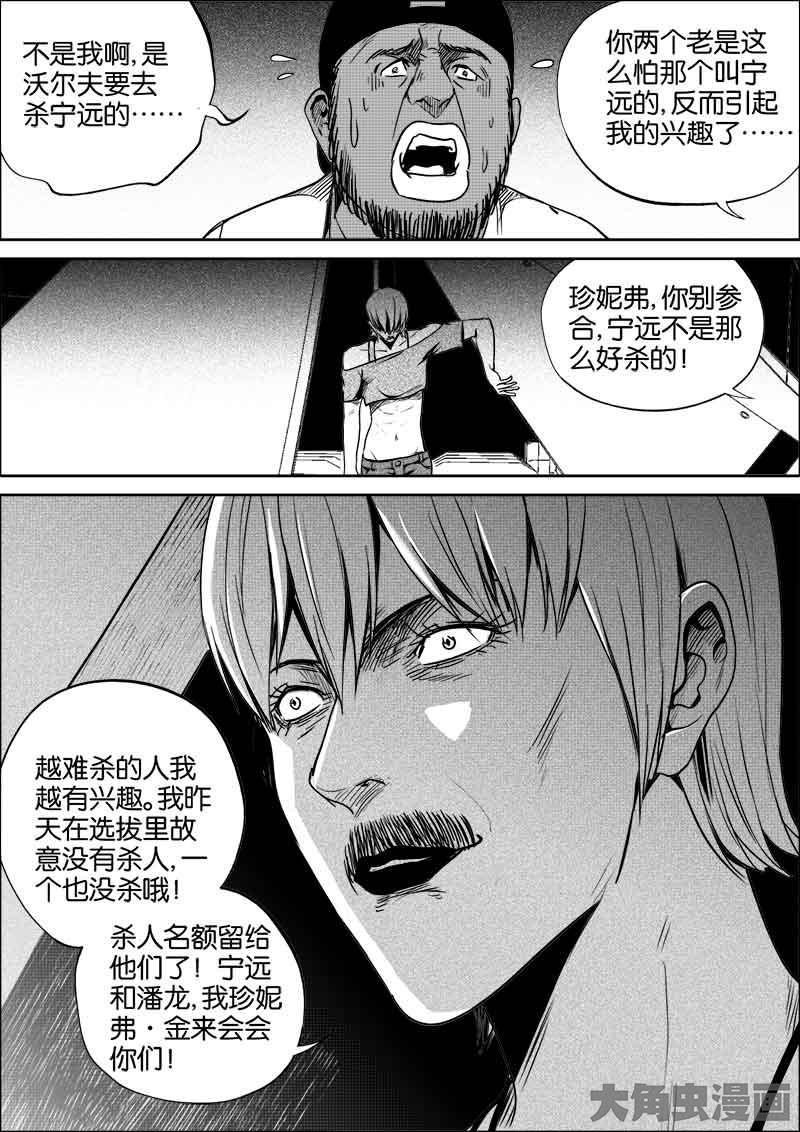 不是我啊,是
沃尔夫要去
杀宁远的……
你两个老是这
么怕那个叫宁
远的,反而引起
我的兴趣了……
珍妮弗,你别参
合,宁远不是那
么好杀的!
越难杀的人我
越有兴趣。我昨
天在选拔里故
意没有杀人,一
个也没杀哦!
杀人名额留给
他们了!宁远
和潘龙,我珍妮
弗·金来会会
你们!
大角虫漫画